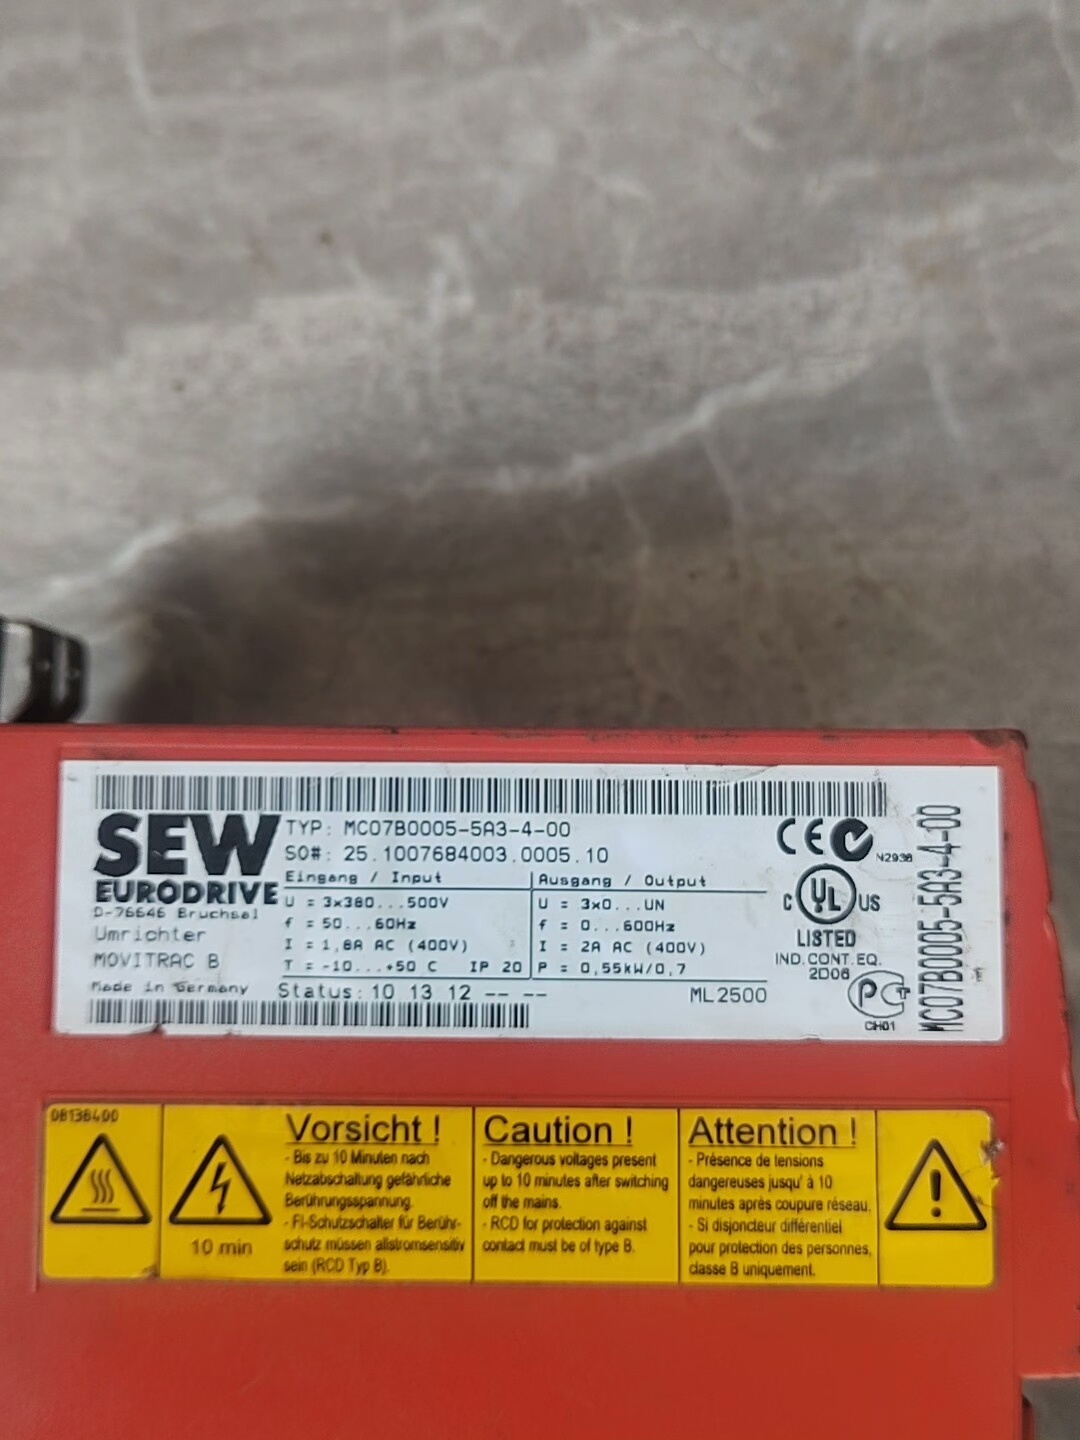 SEW
EURODRIVE
D-76646 Bruchsal
Umrichter
MOVITRAC B
Made in Germany
TYP: MC07B0005-5A3-4-00
SO#: 25.1007684003.0005.10
Eingang / Input
U = 3x380...500V
f = 50...60Hz
I = 1,8A AC (400V)
T = -10...+50 C IP 20
Ausgang / Output
U = 3x0...UN
f = 0...600Hz
I = 2A AC (400V)
P = 0,55kW/0,7
Status: 10 13 12 -- --
ML2500
CE
N2936
C UL US
LISTED
IND.CONT.EQ.
2D06
CH01
MC07B0005-5A3-4-00
08136400
10 min
Vorsicht !
- Bis zu 10 Minuten nach
Netzabschaltung gefährliche
Berührungsspannung.
- FI-Schutzschalter für Berühr-
schutz müssen allstromsensitiv
sein (RCD Typ B).
Caution !
- Dangerous voltages present
up to 10 minutes after switching
off the mains.
- RCD for protection against
contact must be of type B.
Attention !
- Présence de tensions
dangereuses jusqu' à 10
minutes après coupure réseau.
- Si disjoncteur différentiel
pour protection des personnes,
classe B uniquement.